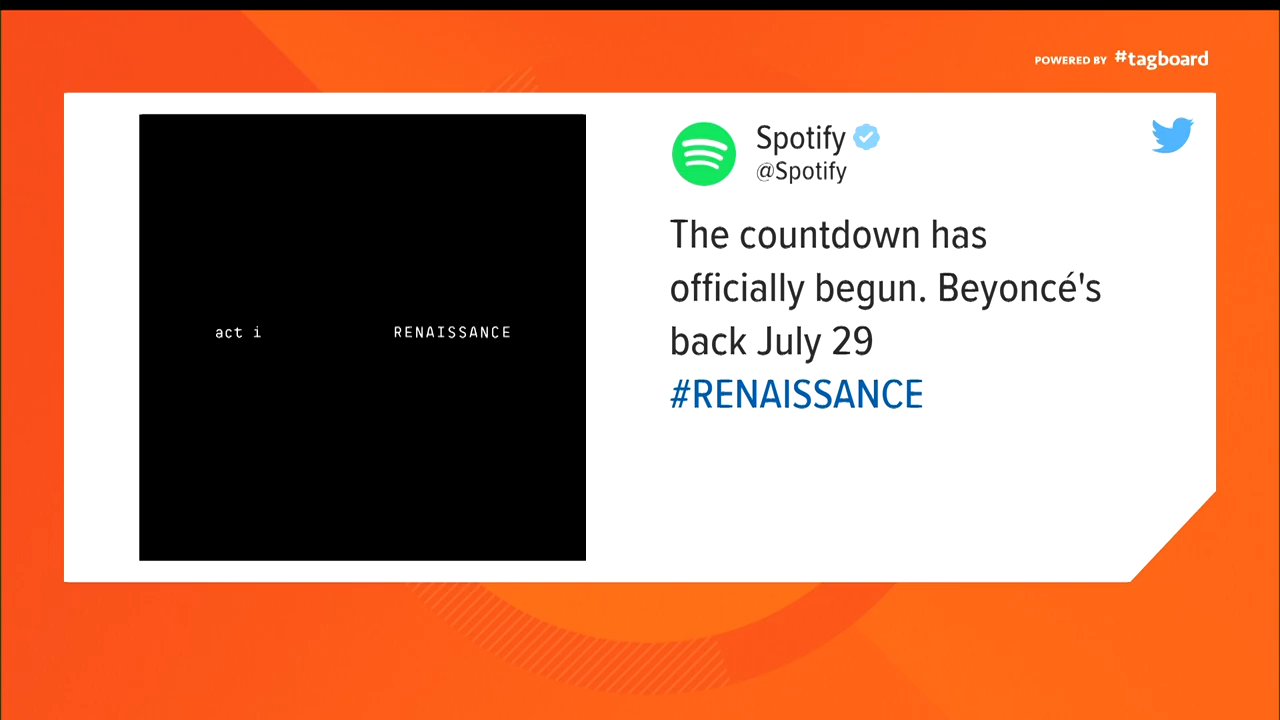 POWERED BY #tagboard
Spotify
@Spotify
The countdown has
officially begun. Beyoncé's
back July 29
#RENAISSANCE
act i RENAISSANCE